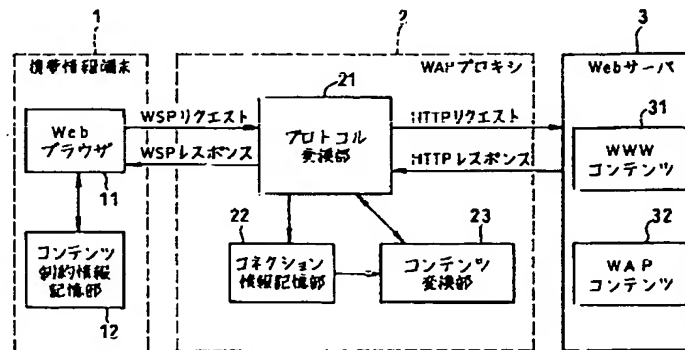 1
2
3
携帯情報端末
WAPプロキシ
Webサーバ
21
Web
ブラウザ
11
WSPリクエスト
WSPレスポンス
プロトコル
変換部
HTTPリクエスト
HTTPレスポンス
31
WWW
コンテンツ
コンテンツ
制約情報
記憶部
12
22
コネクション
情報記憶部
23
コンテンツ
変換部
32
WAP
コンテンツ